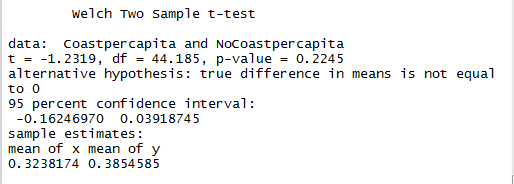 Welch Two Sample t-test
data:  Coastpercapita and NoCoastpercapita
t = -1.2319, df = 44.185, p-value = 0.2245
alternative hypothesis: true difference in means is not equal
to 0
95 percent confidence interval:
 -0.16246970  0.03918745
sample estimates:
mean of x mean of y
0.3238174 0.3854585